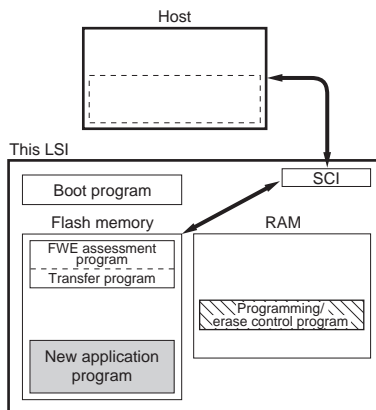 Host
This LSI
SCI
Boot program
Flash memory
RAM
FWE assessment
program
Transfer program
Programming/
erase control program
New application
program